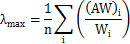 λmax = 1/n ∑i ((AW)i / Wi)